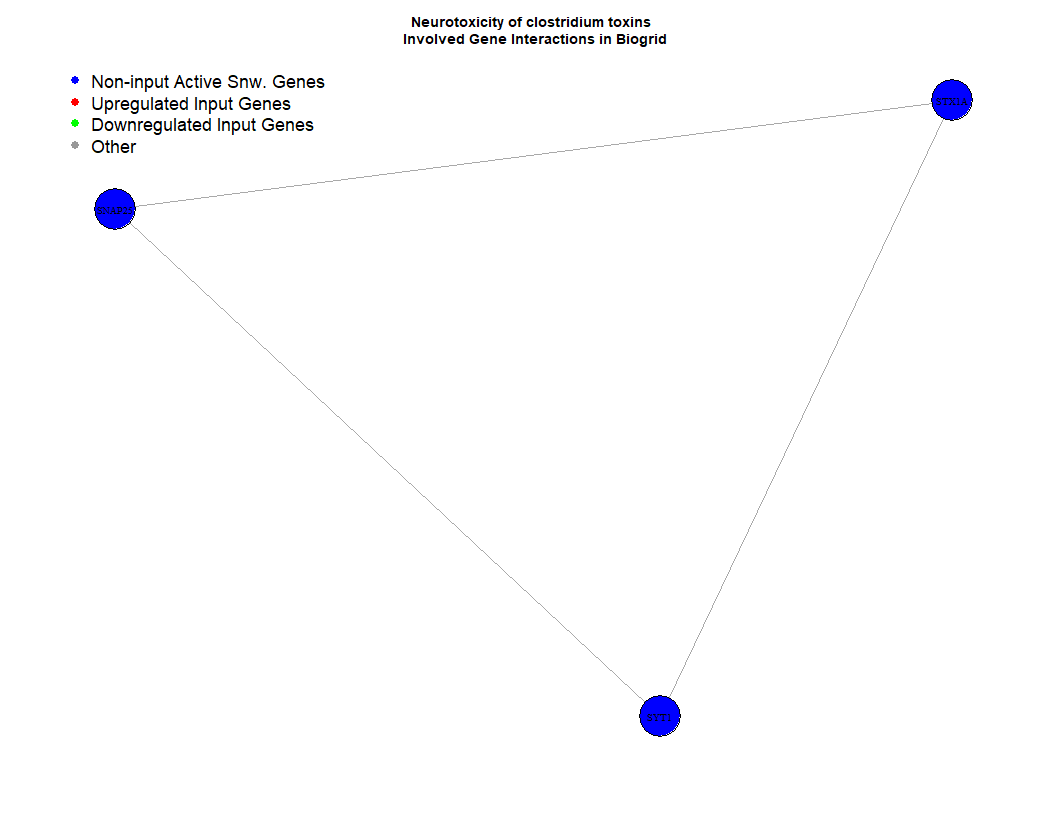 Neurotoxicity of clostridium toxins
Involved Gene Interactions in Biogrid
Non-input Active Snw. Genes
Upregulated Input Genes
Downregulated Input Genes
Other
STX1A
SNAP25
SYT1